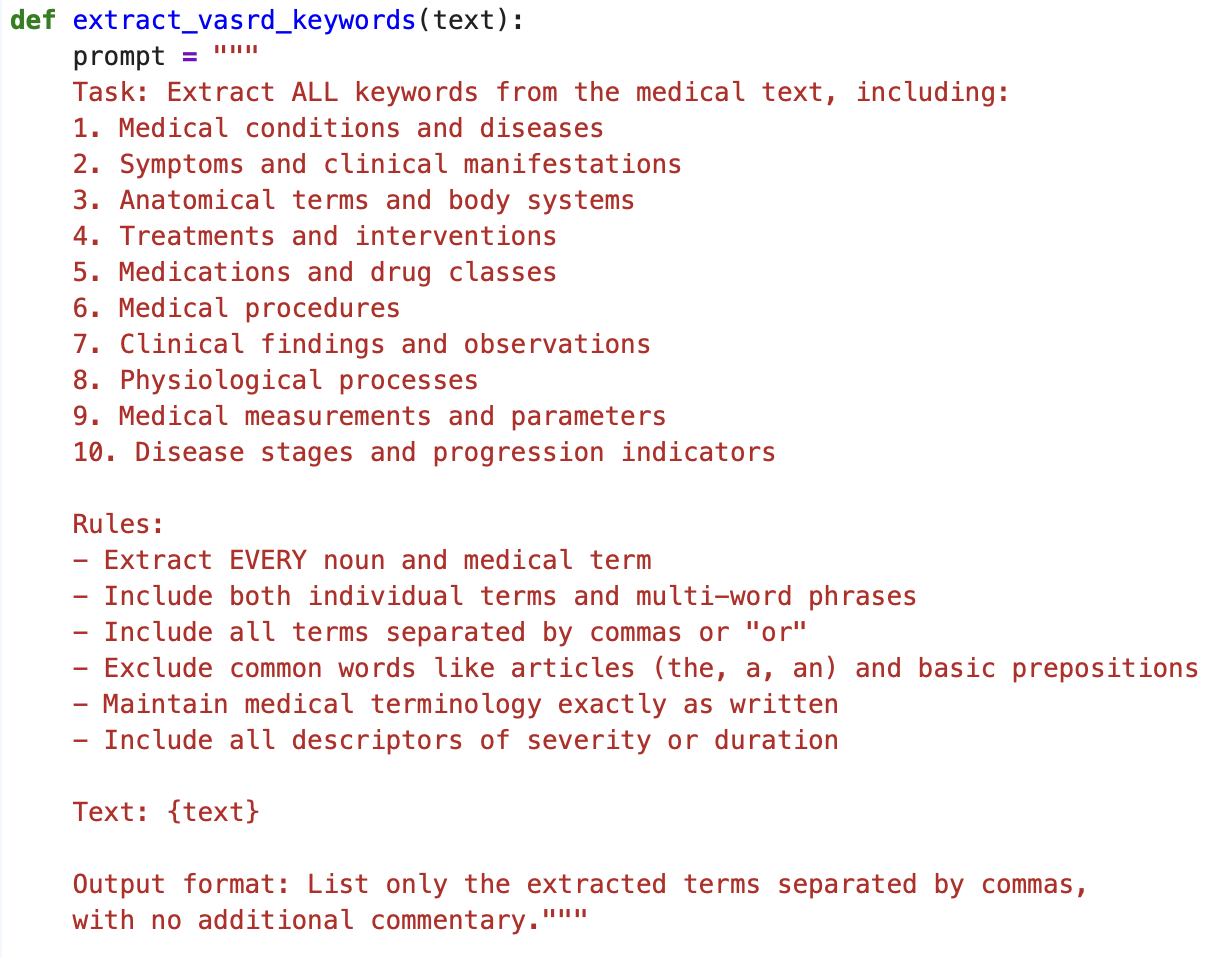 def extract_vasrd_keywords(text):
    prompt = """
    Task: Extract ALL keywords from the medical text, including:
    1. Medical conditions and diseases
    2. Symptoms and clinical manifestations
    3. Anatomical terms and body systems
    4. Treatments and interventions
    5. Medications and drug classes
    6. Medical procedures
    7. Clinical findings and observations
    8. Physiological processes
    9. Medical measurements and parameters
    10. Disease stages and progression indicators

    Rules:
    - Extract EVERY noun and medical term
    - Include both individual terms and multi-word phrases
    - Include all terms separated by commas or "or"
    - Exclude common words like articles (the, a, an) and basic prepositions
    - Maintain medical terminology exactly as written
    - Include all descriptors of severity or duration

    Text: {text}

    Output format: List only the extracted terms separated by commas,
    with no additional commentary."""